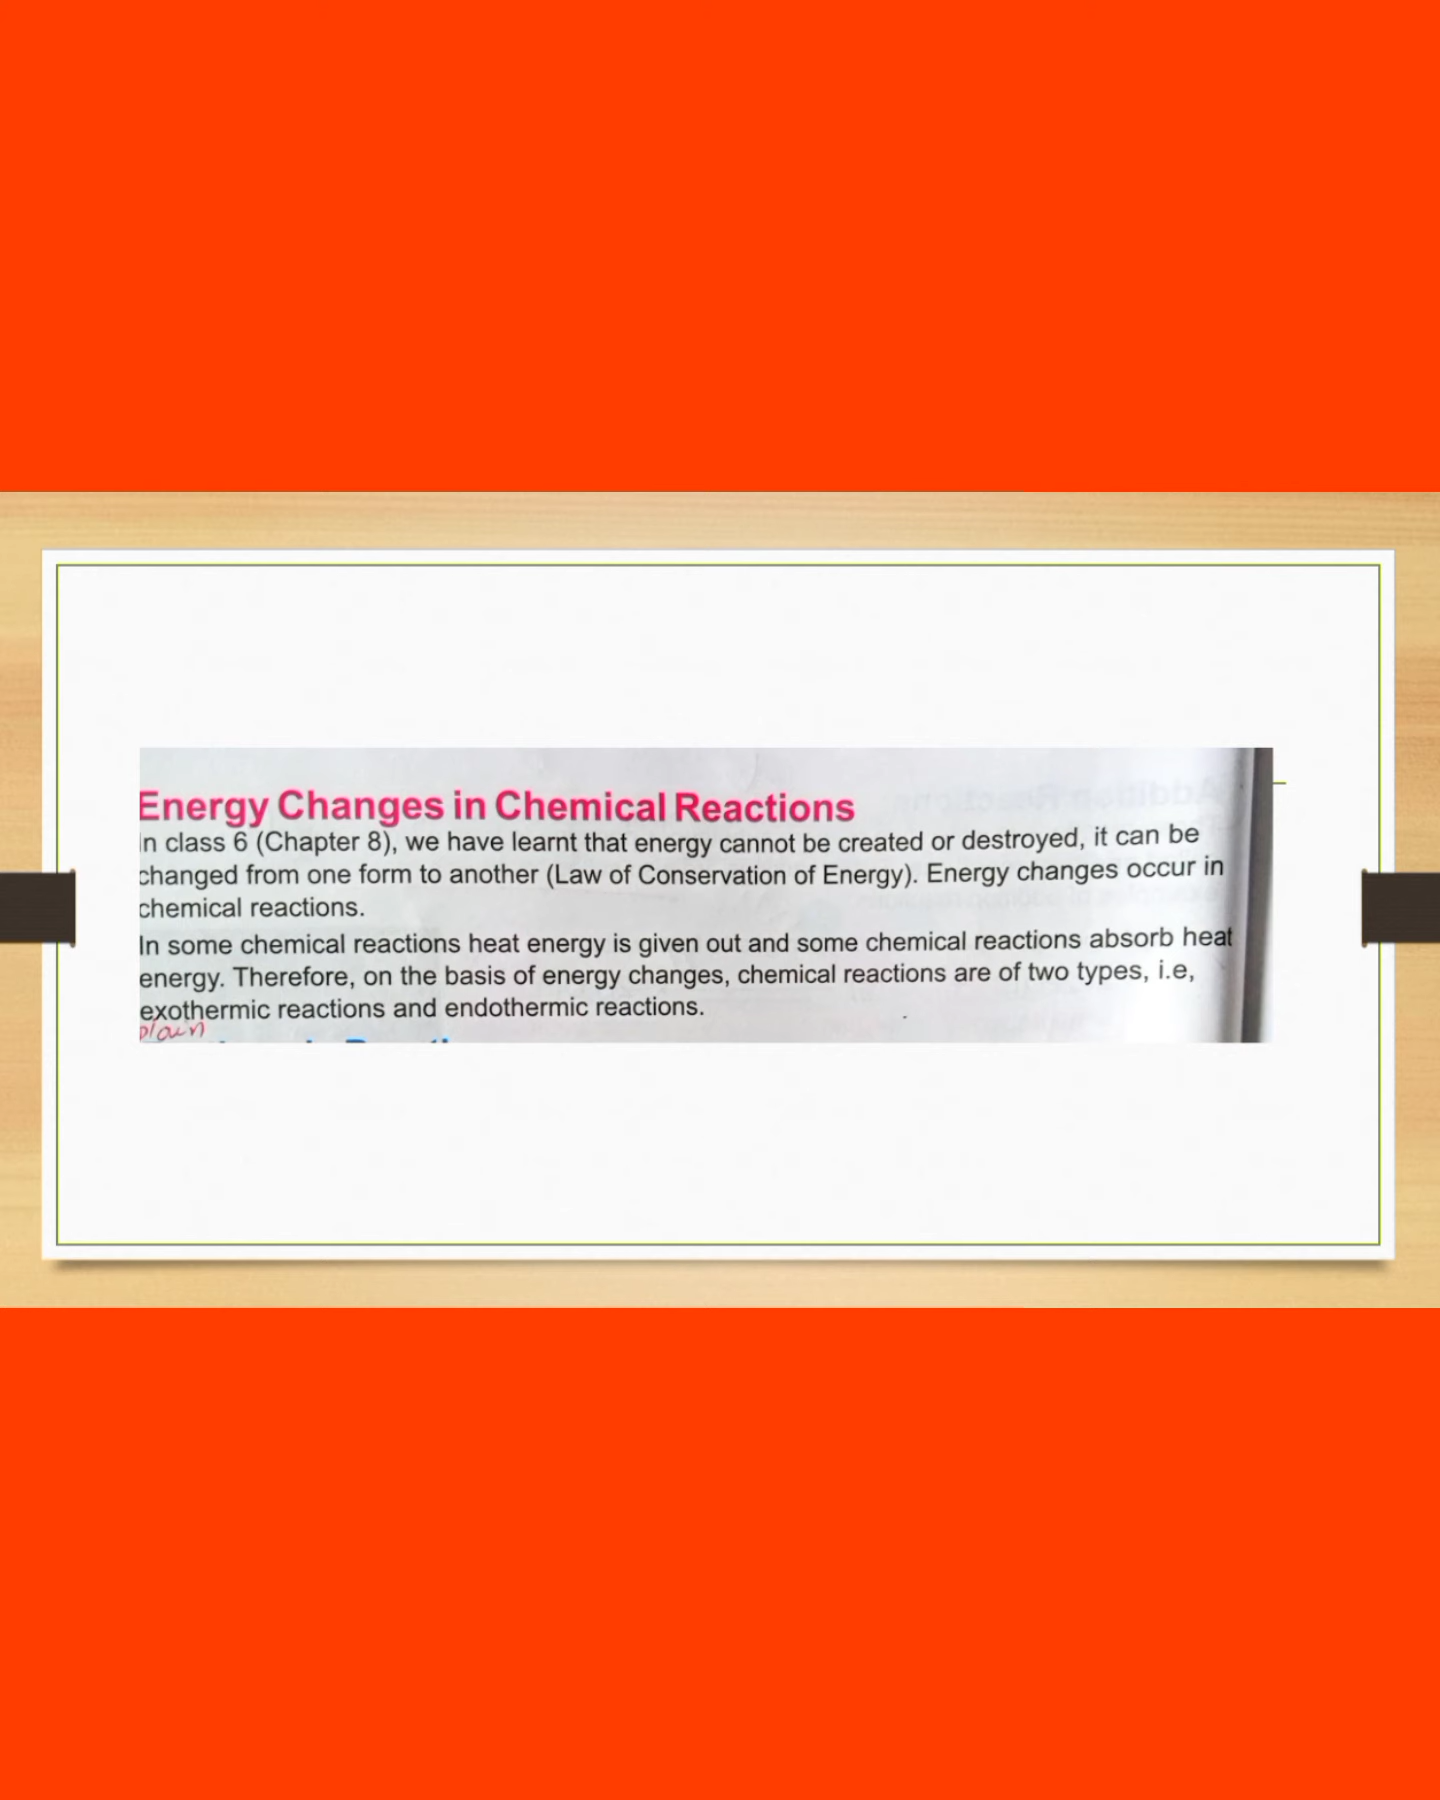 Energy Changes in Chemical Reactions
In class 6 (Chapter 8), we have learnt that energy cannot be created or destroyed, it can be
changed from one form to another (Law of Conservation of Energy). Energy changes occur in
chemical reactions.
In some chemical reactions heat energy is given out and some chemical reactions absorb heat
energy. Therefore, on the basis of energy changes, chemical reactions are of two types, i.e,
exothermic reactions and endothermic reactions.
plain